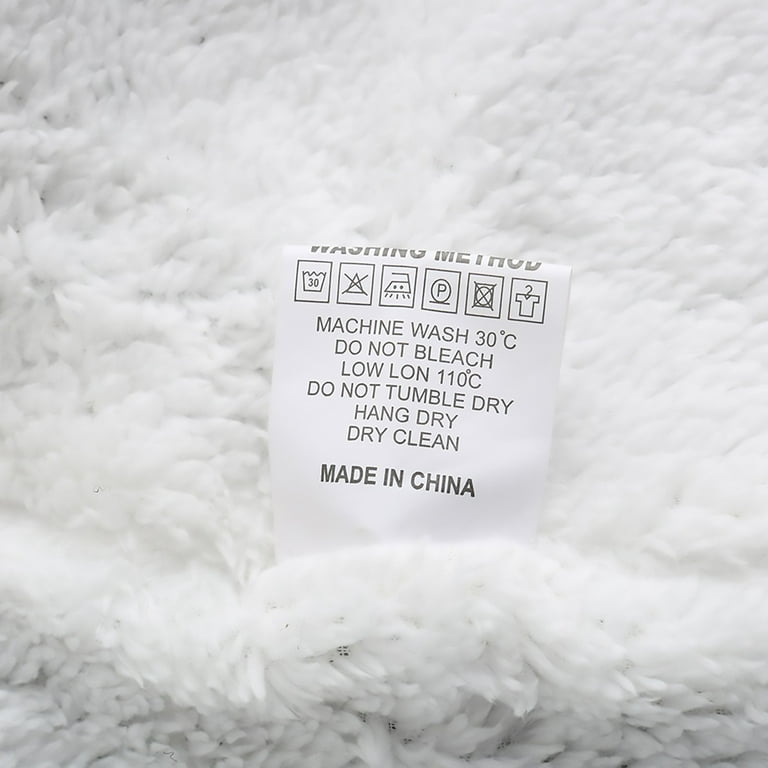 WASHING METHOD
30 P
MACHINE WASH 30°C
DO NOT BLEACH
LOW LON 110°C
DO NOT TUMBLE DRY
HANG DRY
DRY CLEAN
MADE IN CHINA